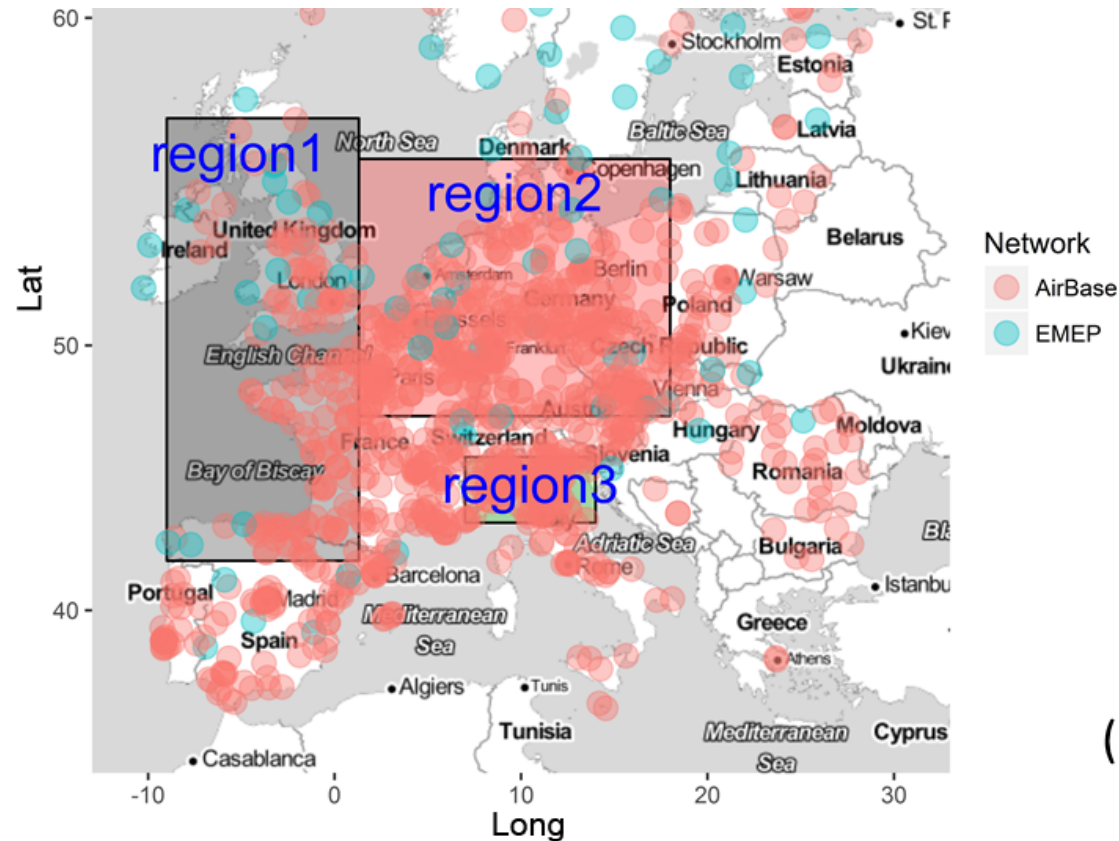 60
St. F
Stockholm
Estonia
North Sea
Baltic Sea
Latvia
region1
Denmark
Copenhagen
Lithuania
region2
United Kingdom
Ireland
Belarus
London
Amsterdam
Berlin
Warsaw
Germany
Poland
Brussels
50
English Channel
Frankfurt
Czech Republic
Kiev
Ukraine
Paris
Vienna
Austria
Hungary
Moldova
France
Switzerland
Slovenia
Bay of Biscay
Romania
region3
Italy
Adriatic Sea
Bulgaria
Bla
Rome
Barcelona
Istanbu
Portugal
Madrid
40
Mediterranean
Sea
Greece
Spain
Athens
Algiers
Tunis
Tunisia
Mediterranean
Sea
Cyprus
Casablanca
-10
0
10
20
30
Long
Lat
Network
AirBase
EMEP
(